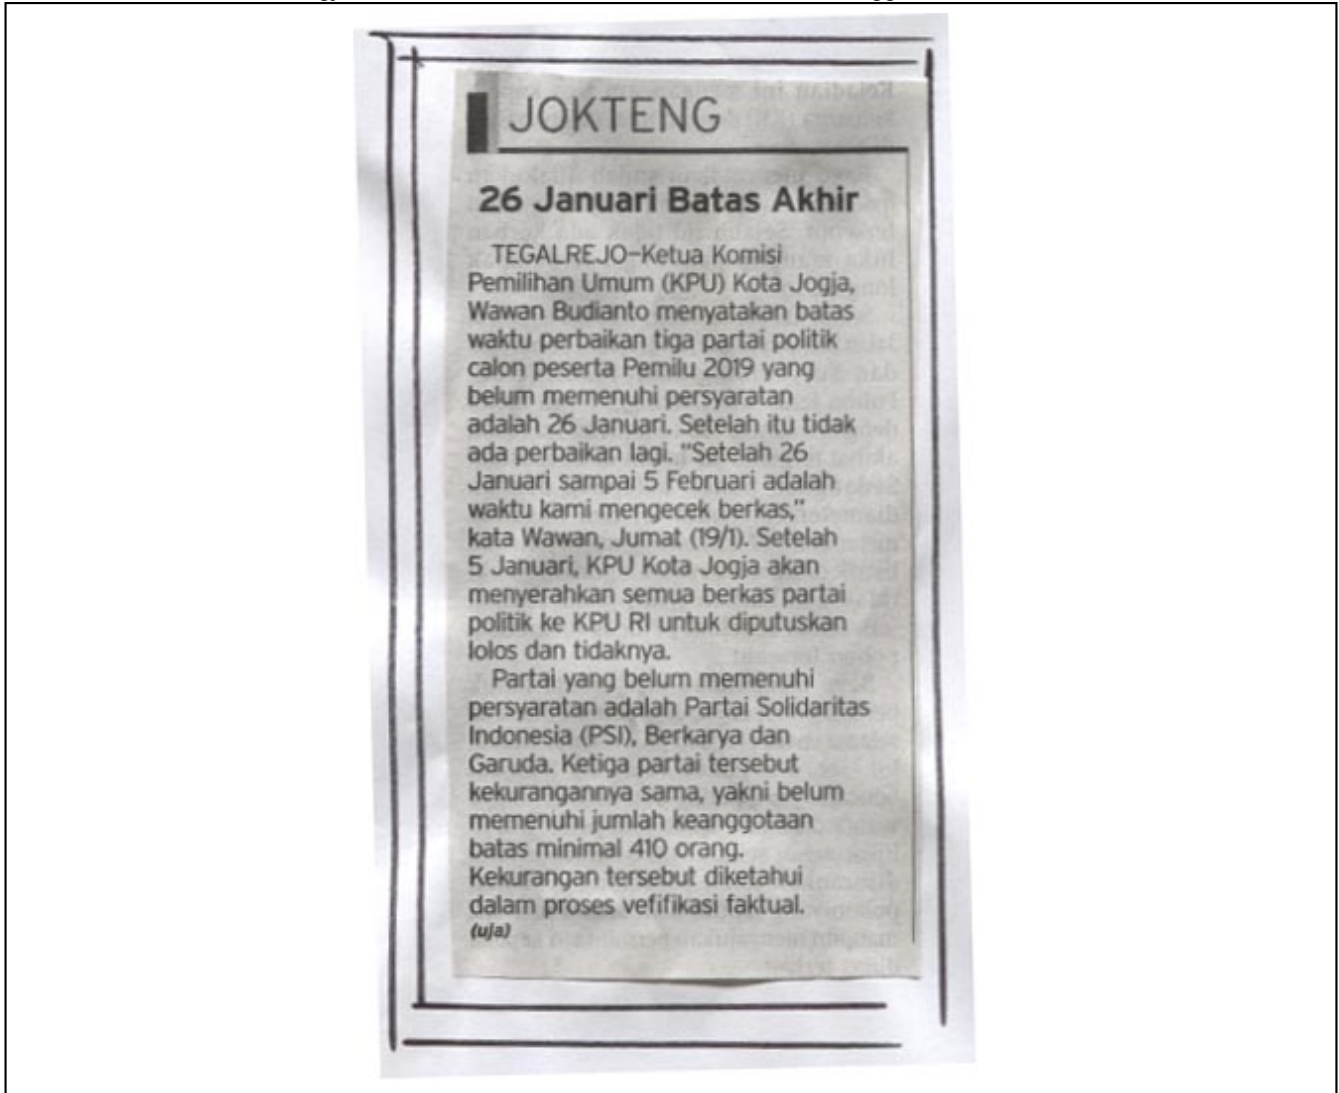 JOKTENG
26 Januari Batas Akhir
TEGALREJO–Ketua Komisi
Pemilihan Umum (KPU) Kota Jogja,
Wawan Budianto menyatakan batas
waktu perbaikan tiga partai politik
calon peserta Pemilu 2019 yang
belum memenuhi persyaratan
adalah 26 Januari. Setelah itu tidak
ada perbaikan lagi. "Setelah 26
Januari sampai 5 Februari adalah
waktu kami mengecek berkas,"
kata Wawan, Jumat (19/1). Setelah
5 Januari, KPU Kota Jogja akan
menyerahkan semua berkas partai
politik ke KPU RI untuk diputuskan
lolos dan tidaknya.
Partai yang belum memenuhi
persyaratan adalah Partai Solidaritas
Indonesia (PSI), Berkarya dan
Garuda. Ketiga partai tersebut
kekurangannya sama, yakni belum
memenuhi jumlah keanggotaan
batas minimal 410 orang.
Kekurangan tersebut diketahui
dalam proses vefifikasi faktual.
(uja)